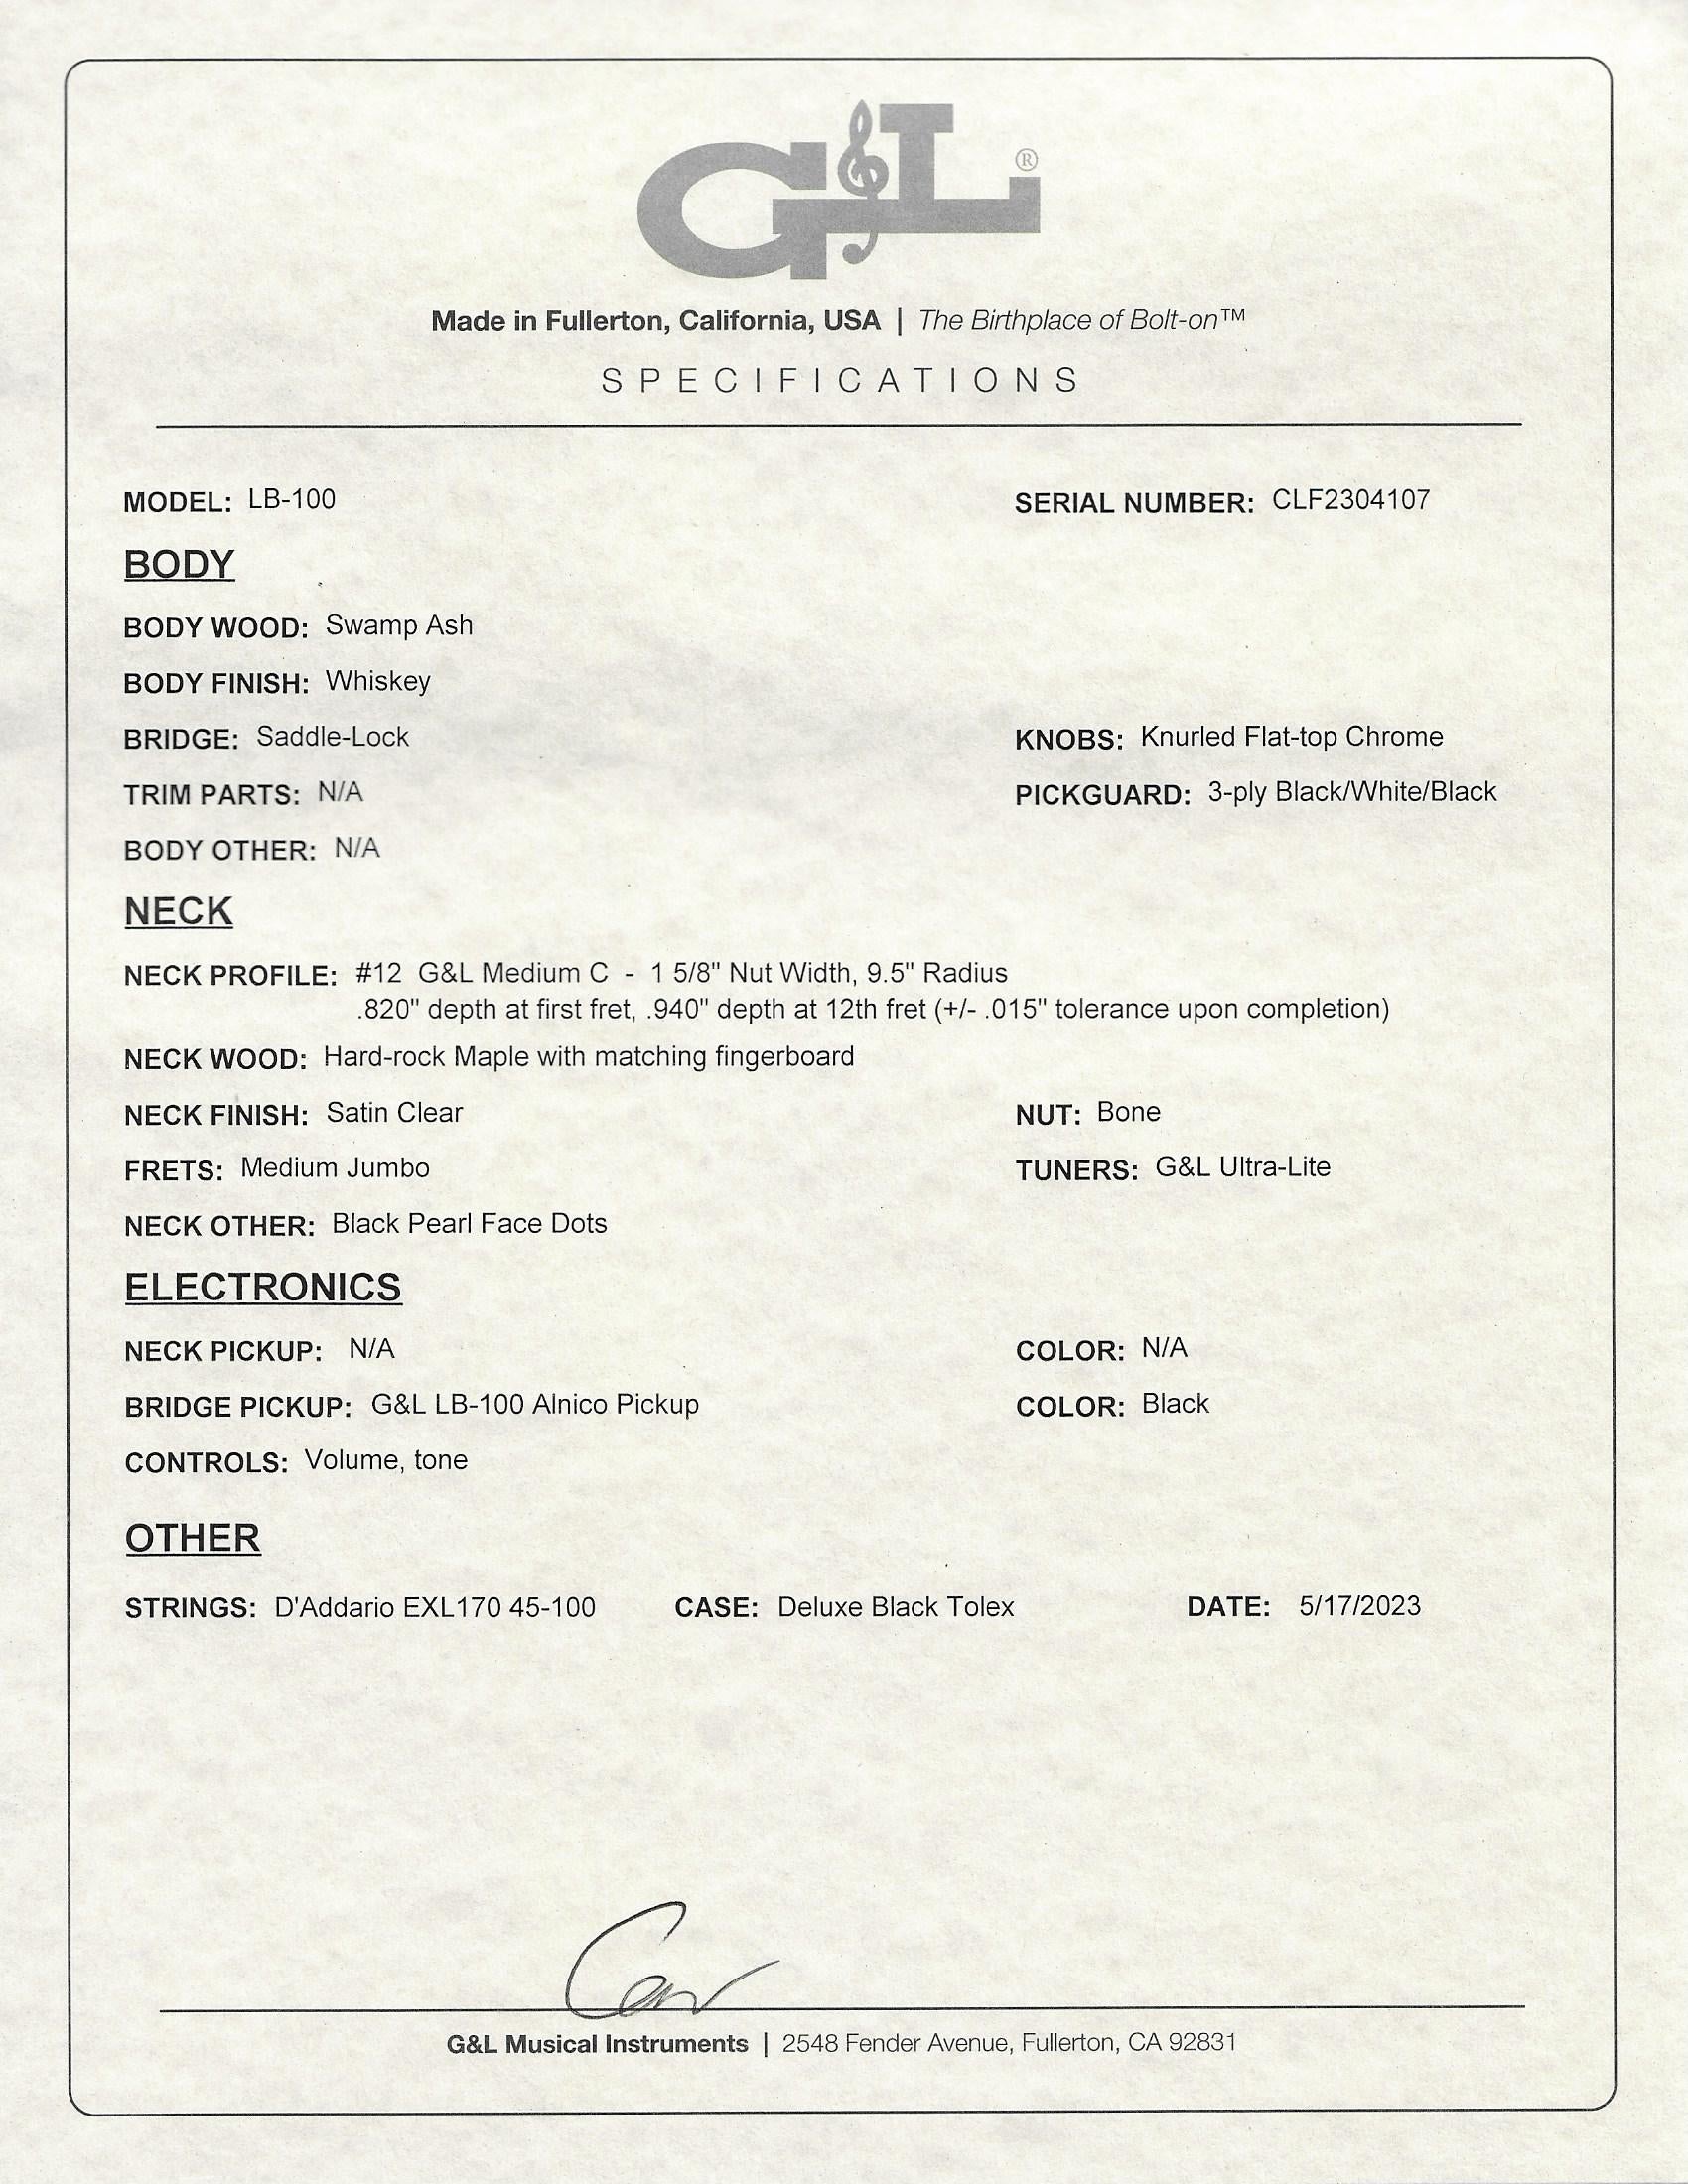 G&L®
Made in Fullerton, California, USA | The Birthplace of Bolt-on™
SPECIFICATIONS
MODEL: LB-100 SERIAL NUMBER: CLF2304107
BODY
BODY WOOD: Swamp Ash
BODY FINISH: Whiskey
BRIDGE: Saddle-Lock KNOBS: Knurled Flat-top Chrome
TRIM PARTS: N/A PICKGUARD: 3-ply Black/White/Black
BODY OTHER: N/A
NECK
NECK PROFILE: #12 G&L Medium C - 1 5/8" Nut Width, 9.5" Radius
.820" depth at first fret, .940" depth at 12th fret (+/- .015" tolerance upon completion)
NECK WOOD: Hard-rock Maple with matching fingerboard
NECK FINISH: Satin Clear NUT: Bone
FRETS: Medium Jumbo TUNERS: G&L Ultra-Lite
NECK OTHER: Black Pearl Face Dots
ELECTRONICS
NECK PICKUP: N/A COLOR: N/A
BRIDGE PICKUP: G&L LB-100 Alnico Pickup COLOR: Black
CONTROLS: Volume, tone
OTHER
STRINGS: D'Addario EXL170 45-100 CASE: Deluxe Black Tolex DATE: 5/17/2023
G&L Musical Instruments | 2548 Fender Avenue, Fullerton, CA 92831